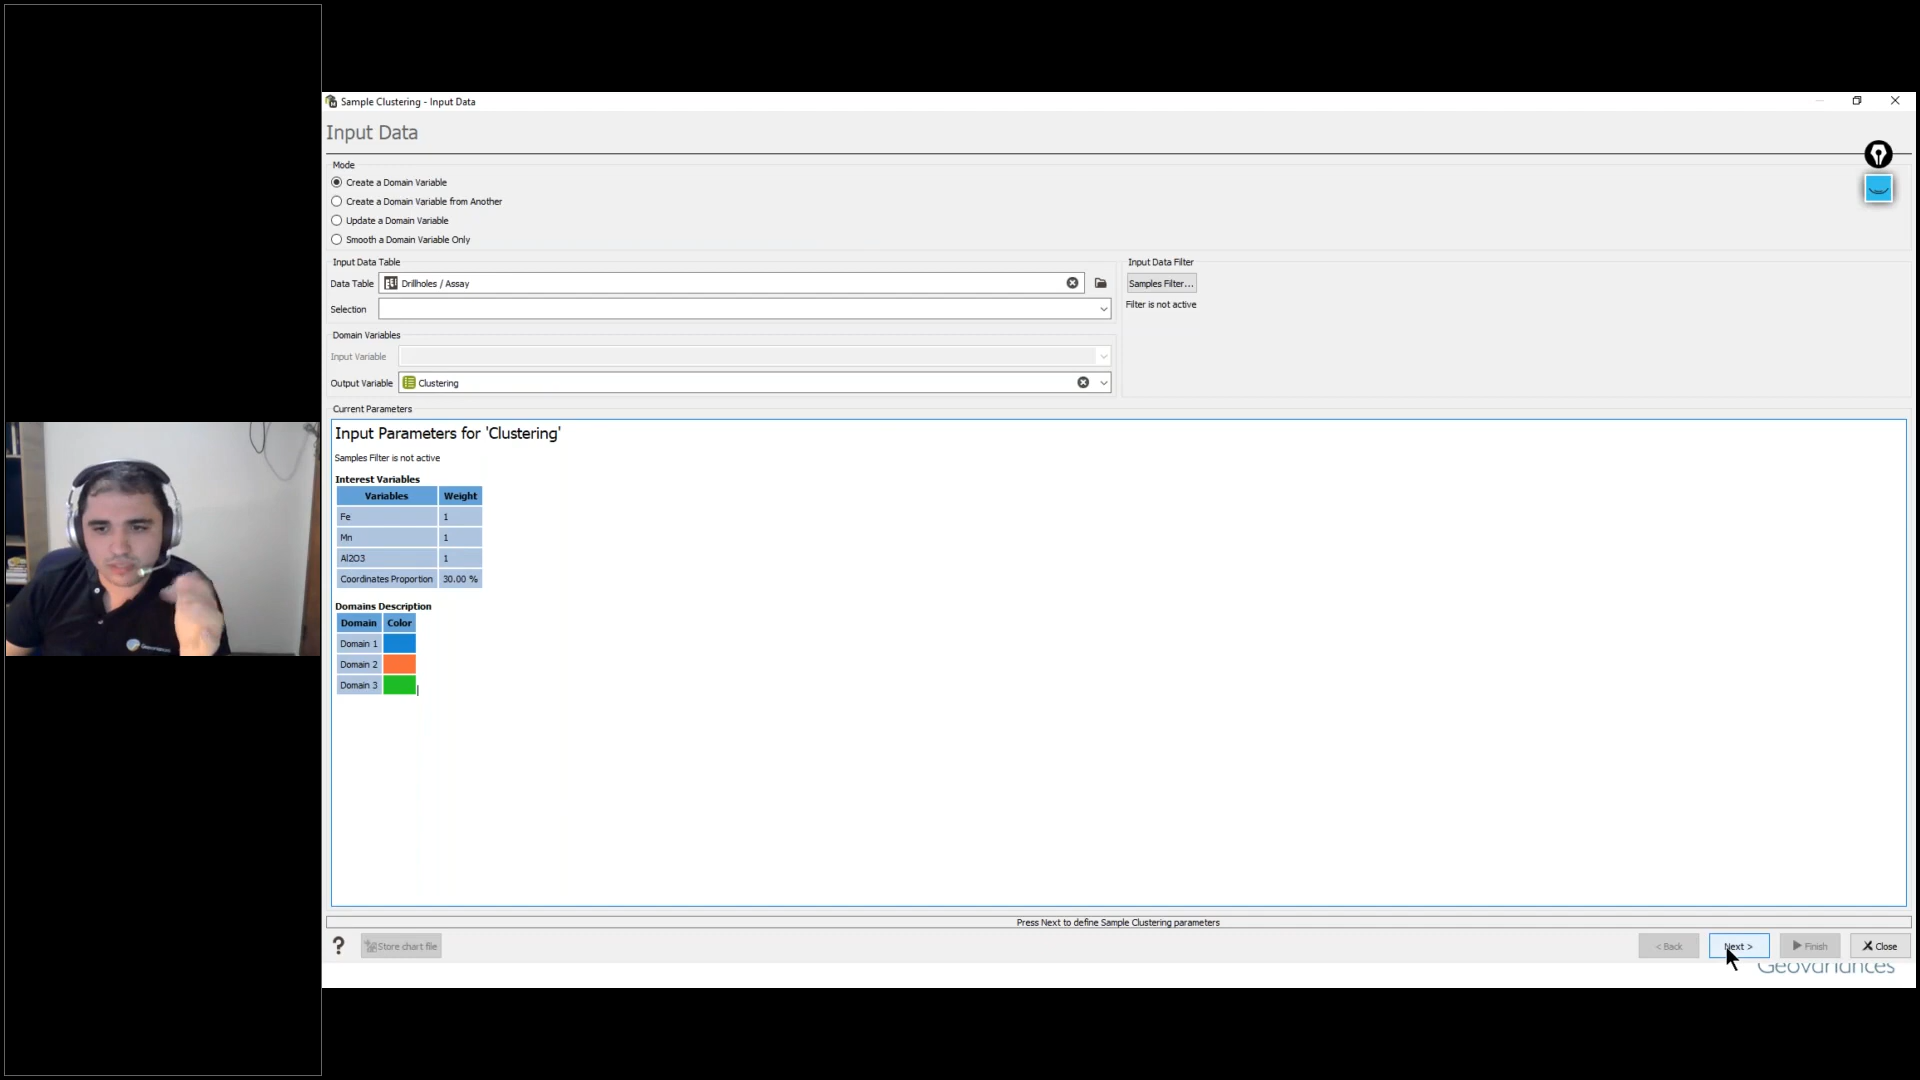 Sample Clustering - Input Data
Input Data
Mode
Create a Domain Variable
Create a Domain Variable from Another
Update a Domain Variable
Smooth a Domain Variable Only
Input Data Table
Data Table Drillholes / Assay
Selection
Input Data Filter
Samples Filter...
Filter is not active
Domain Variables
Input Variable
Output Variable Clustering
Current Parameters
Input Parameters for 'Clustering'
Samples Filter is not active
Interest Variables
Variables Weight
Fe 1
Mn 1
Al2O3 1
Coordinates Proportion 30.00 %
Domains Description
Domain Color
Domain 1
Domain 2
Domain 3
Press Next to define Sample Clustering parameters
? Store chart file < Back Next > Finish Close
Geovariances
Geovariances